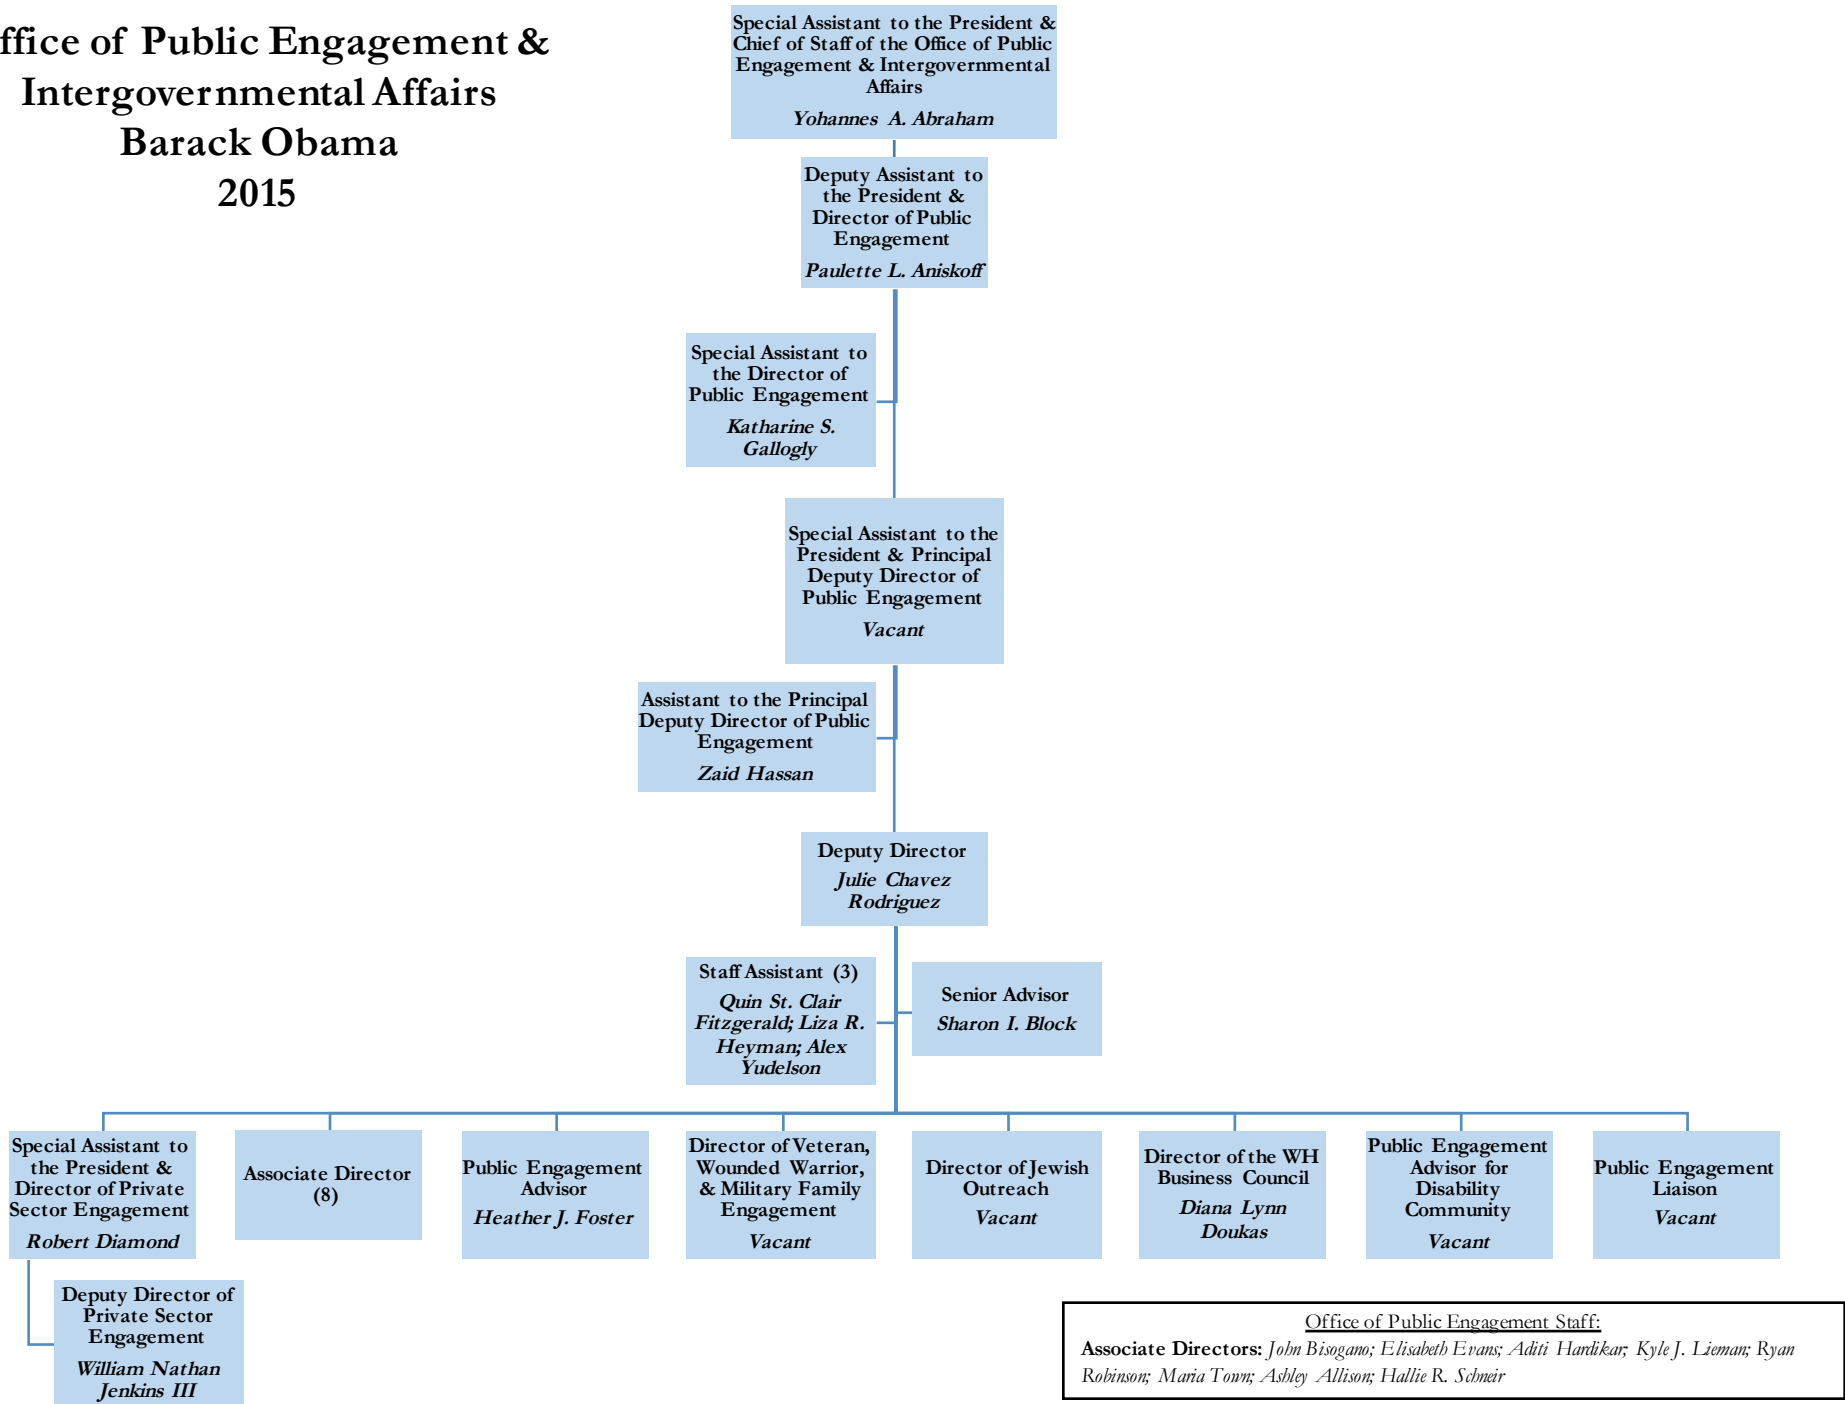 ffice of Public Engagement &
Intergovernmental Affairs
Barack Obama
2015
Special Assistant to the President &
Chief of Staff of the Office of Public
Engagement & Intergovernmental
Affairs
Yohannes A. Abraham
Deputy Assistant to
the President &
Director of Public
Engagement
Paulette L. Aniskoff
Special Assistant to
the Director of
Public Engagement
Katharine S.
Gallogly
Special Assistant to the
President & Principal
Deputy Director of
Public Engagement
Vacant
Assistant to the Principal
Deputy Director of Public
Engagement
Zaid Hassan
Deputy Director
Julie Chavez
Rodriguez
Staff Assistant (3)
Quin St. Clair
Fitzgerald; Liza R.
Heyman; Alex
Yudelson
Senior Advisor
Sharon I. Block
Special Assistant to
the President &
Director of Private
Sector Engagement
Robert Diamond
Associate Director
(8)
Public Engagement
Advisor
Heather J. Foster
Director of Veteran,
Wounded Warrior,
& Military Family
Engagement
Vacant
Director of Jewish
Outreach
Vacant
Director of the WH
Business Council
Diana Lynn
Doukas
Public Engagement
Advisor for
Disability
Community
Vacant
Public Engagement
Liaison
Vacant
Deputy Director of
Private Sector
Engagement
William Nathan
Jenkins III
Office of Public Engagement Staff:
Associate Directors: John Bisogano; Elisabeth Evans; Aditi Hardikar; Kyle J. Lieman; Ryan
Robinson; Maria Town; Ashley Allison; Hallie R. Schneir